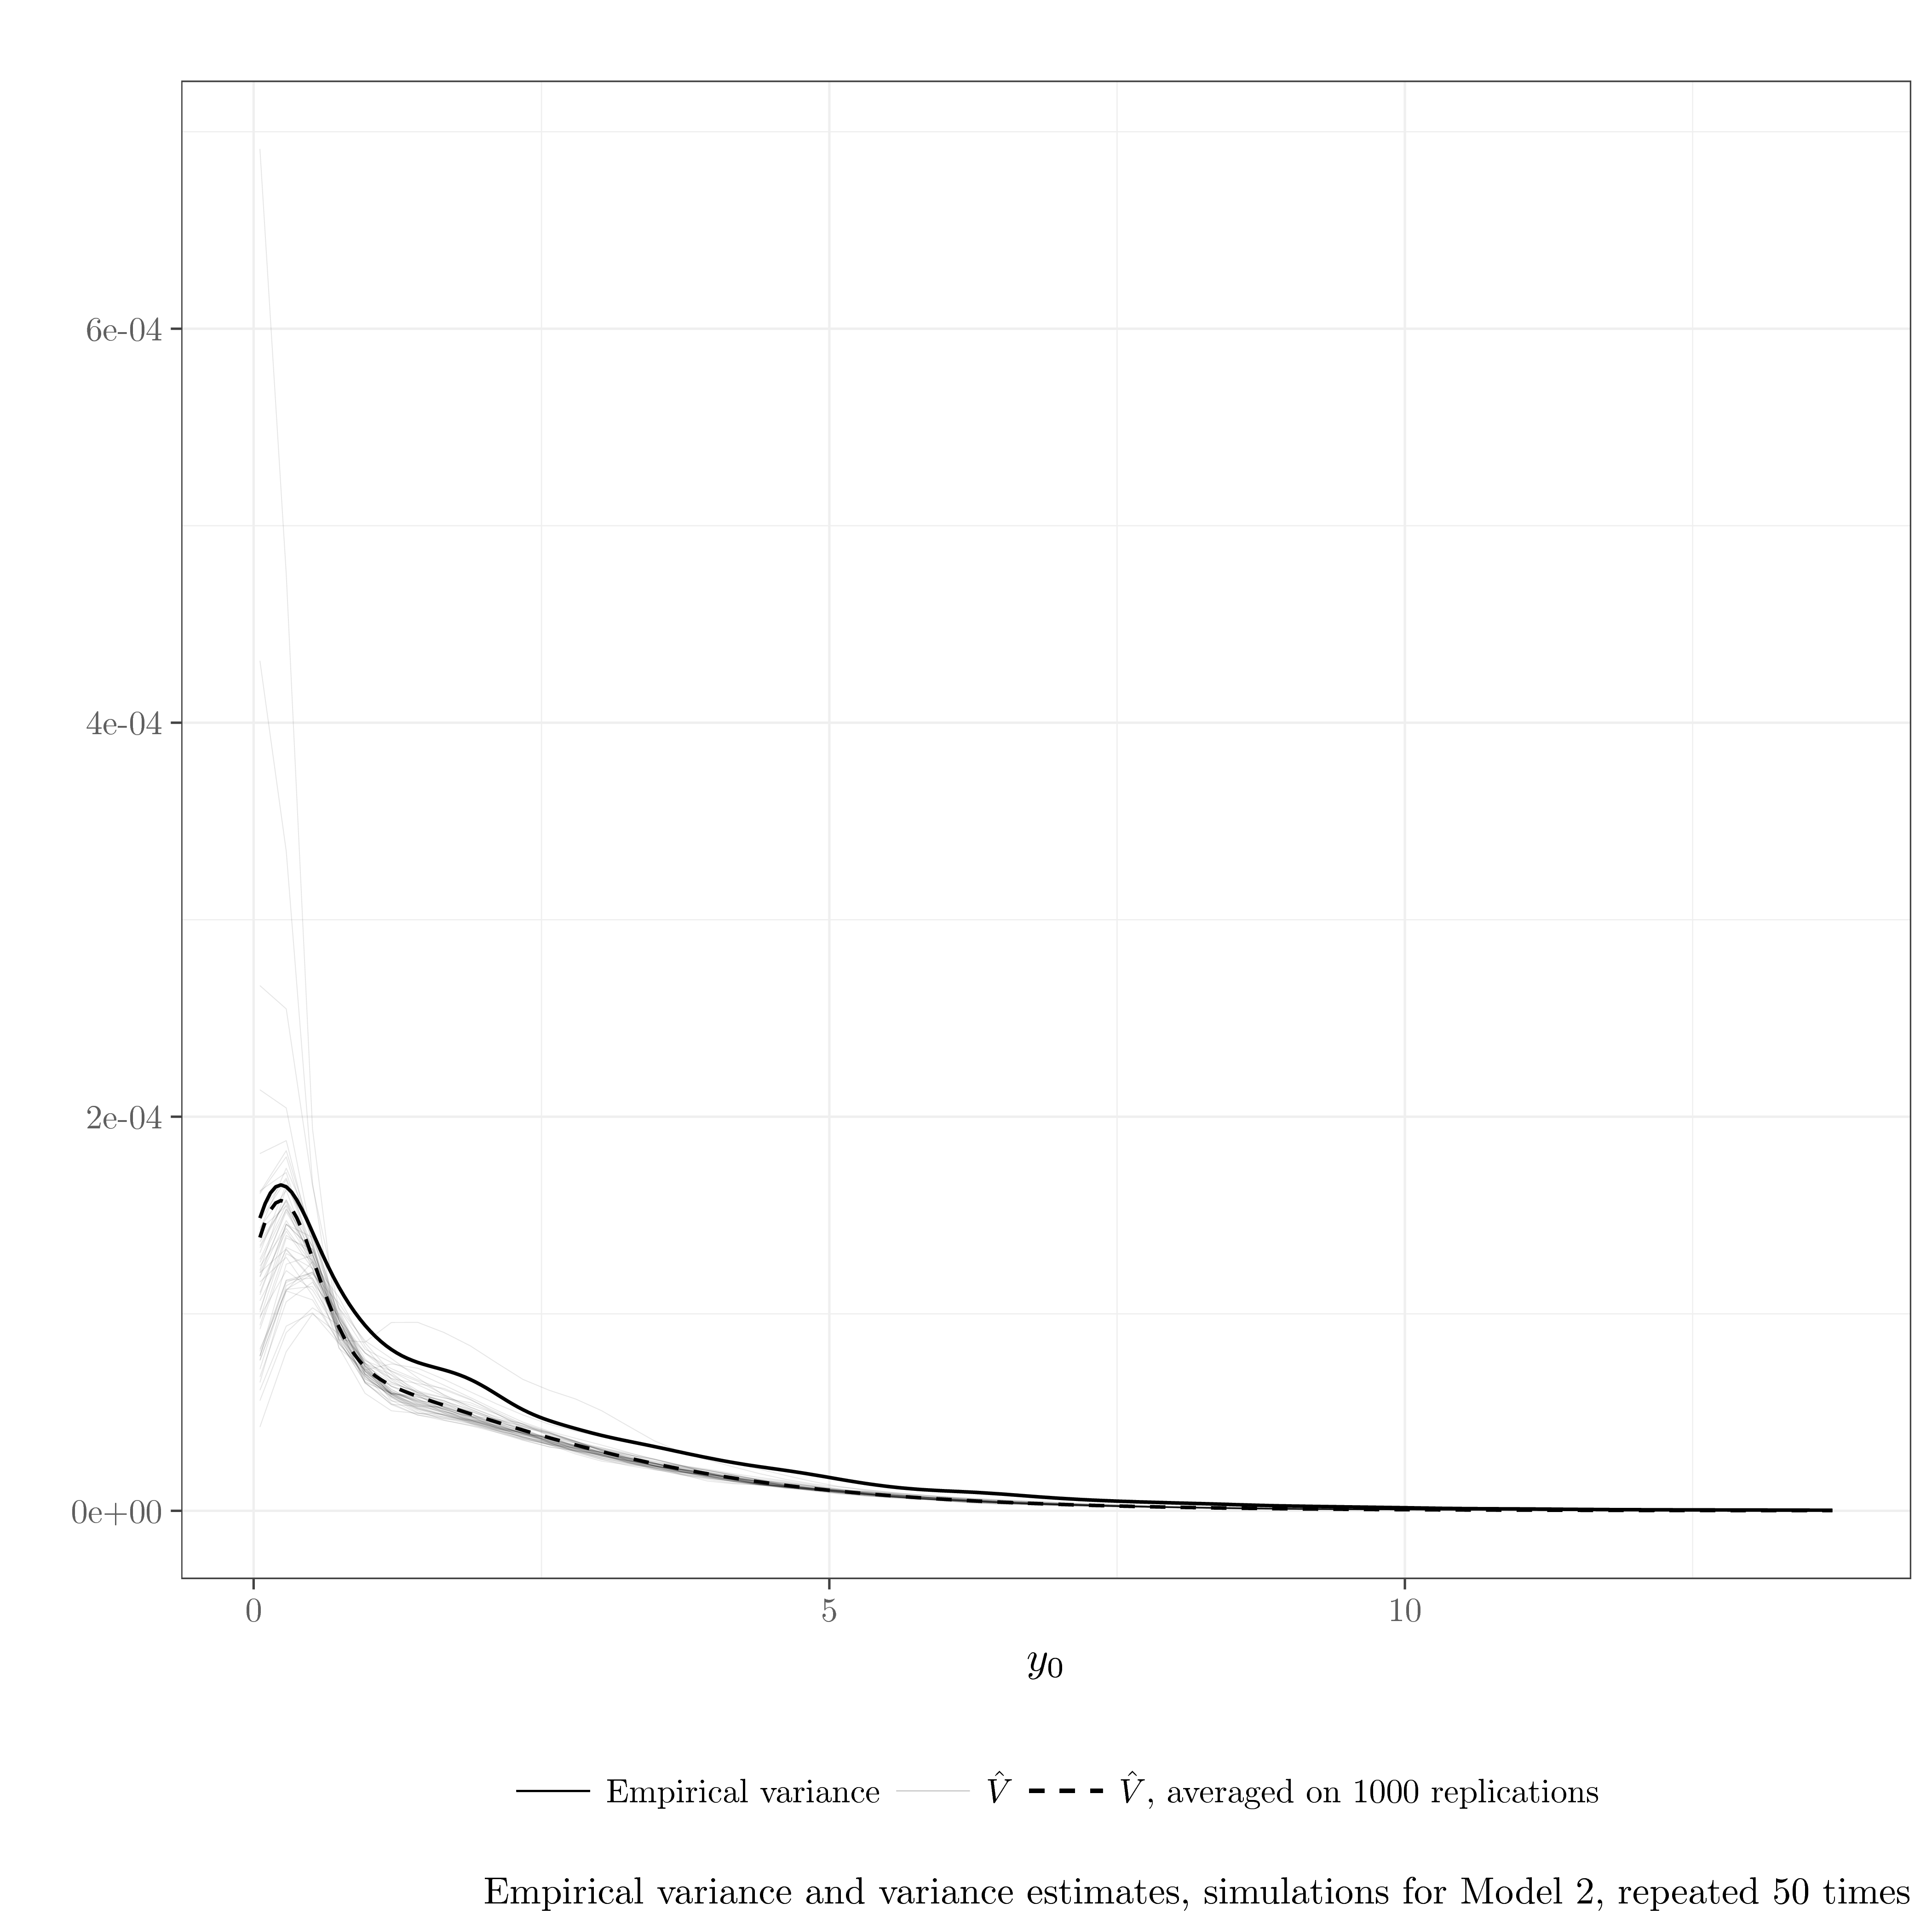 6e-04
4e-04
2e-04
0e+00
0 5 10
y₀
Empirical variance V̂ V̂, averaged on 1000 replications
Empirical variance and variance estimates, simulations for Model 2, repeated 50 times